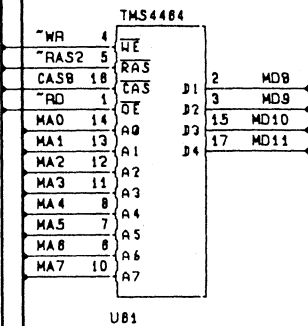 TMS4464
~WR 4 WE
~RAS2 5 RAS
CAS8 16 CAS D1 2 MD8
~RD 1 OE D2 3 MD9
MA0 14 A0 D3 15 MD10
MA1 13 A1 D4 17 MD11
MA2 12 A2
MA3 11 A3
MA4 8 A4
MA5 7 A5
MA6 6 A6
MA7 10 A7
U81